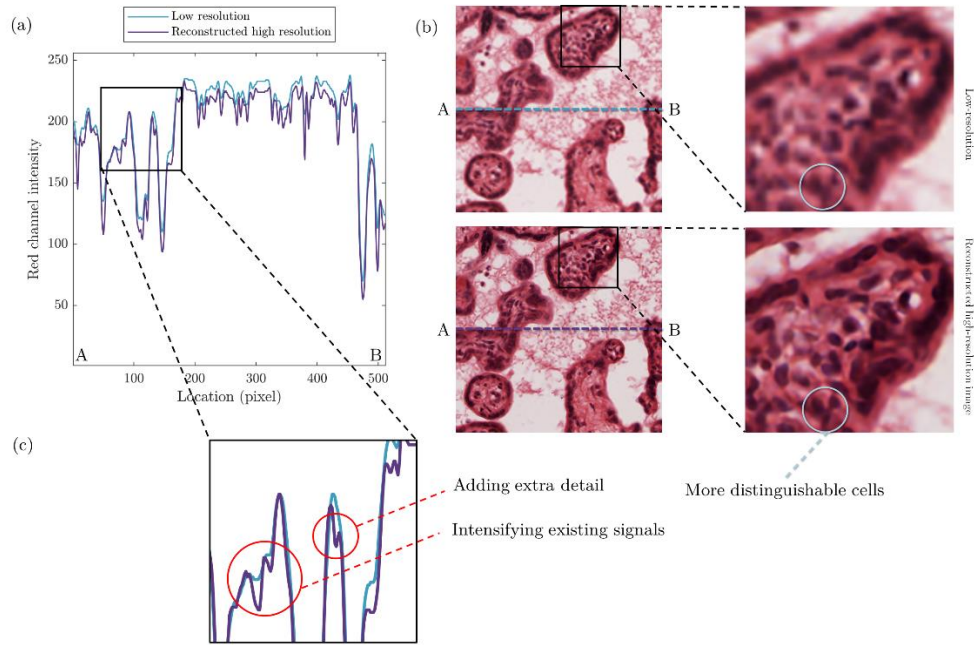 (a)
Low resolution
Reconstructed high resolution
Red channel intensity
250
200
150
100
50
A
B
100
200
300
400
500
Location (pixel)
(b)
A
B
Low-resolution
A
B
Reconstructed high-resolution image
More distinguishable cells
(c)
Adding extra detail
Intensifying existing signals